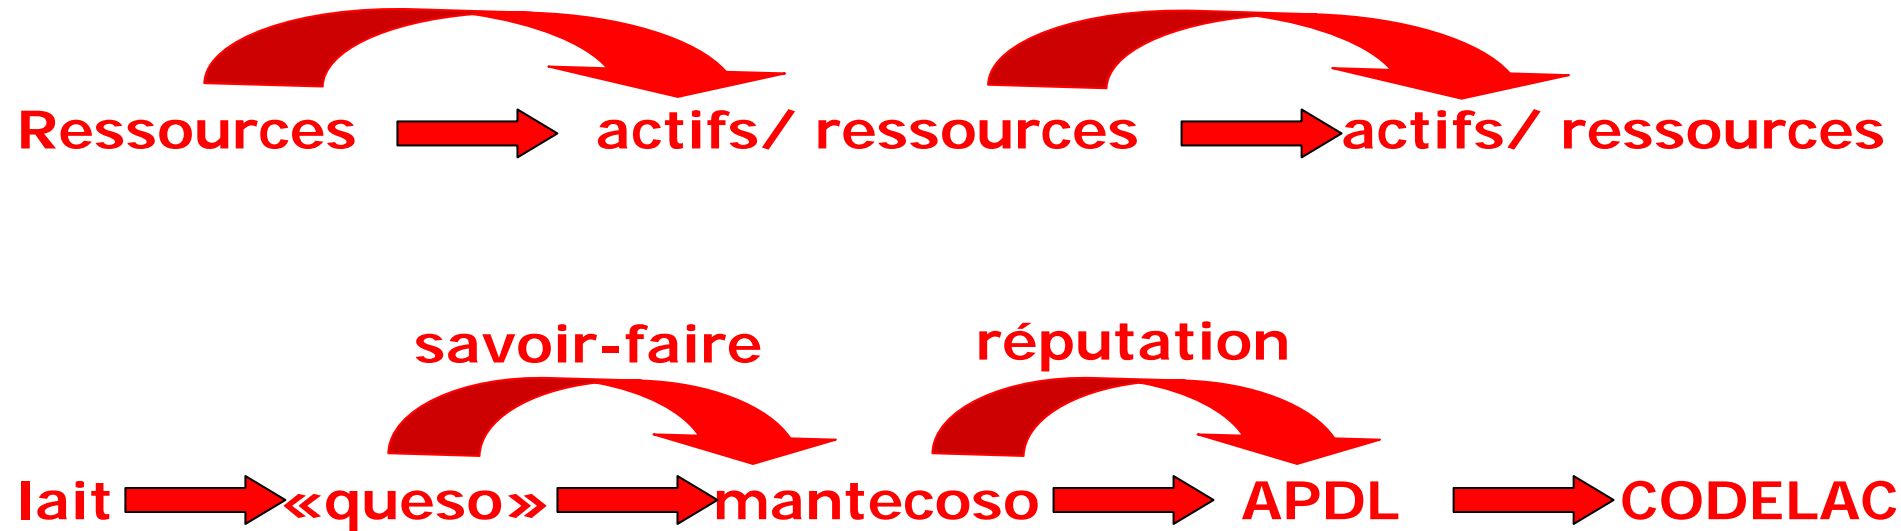 Ressources actifs/ ressources actifs/ ressources
savoir-faire réputation
lait «queso» mantecoso APDL CODELAC